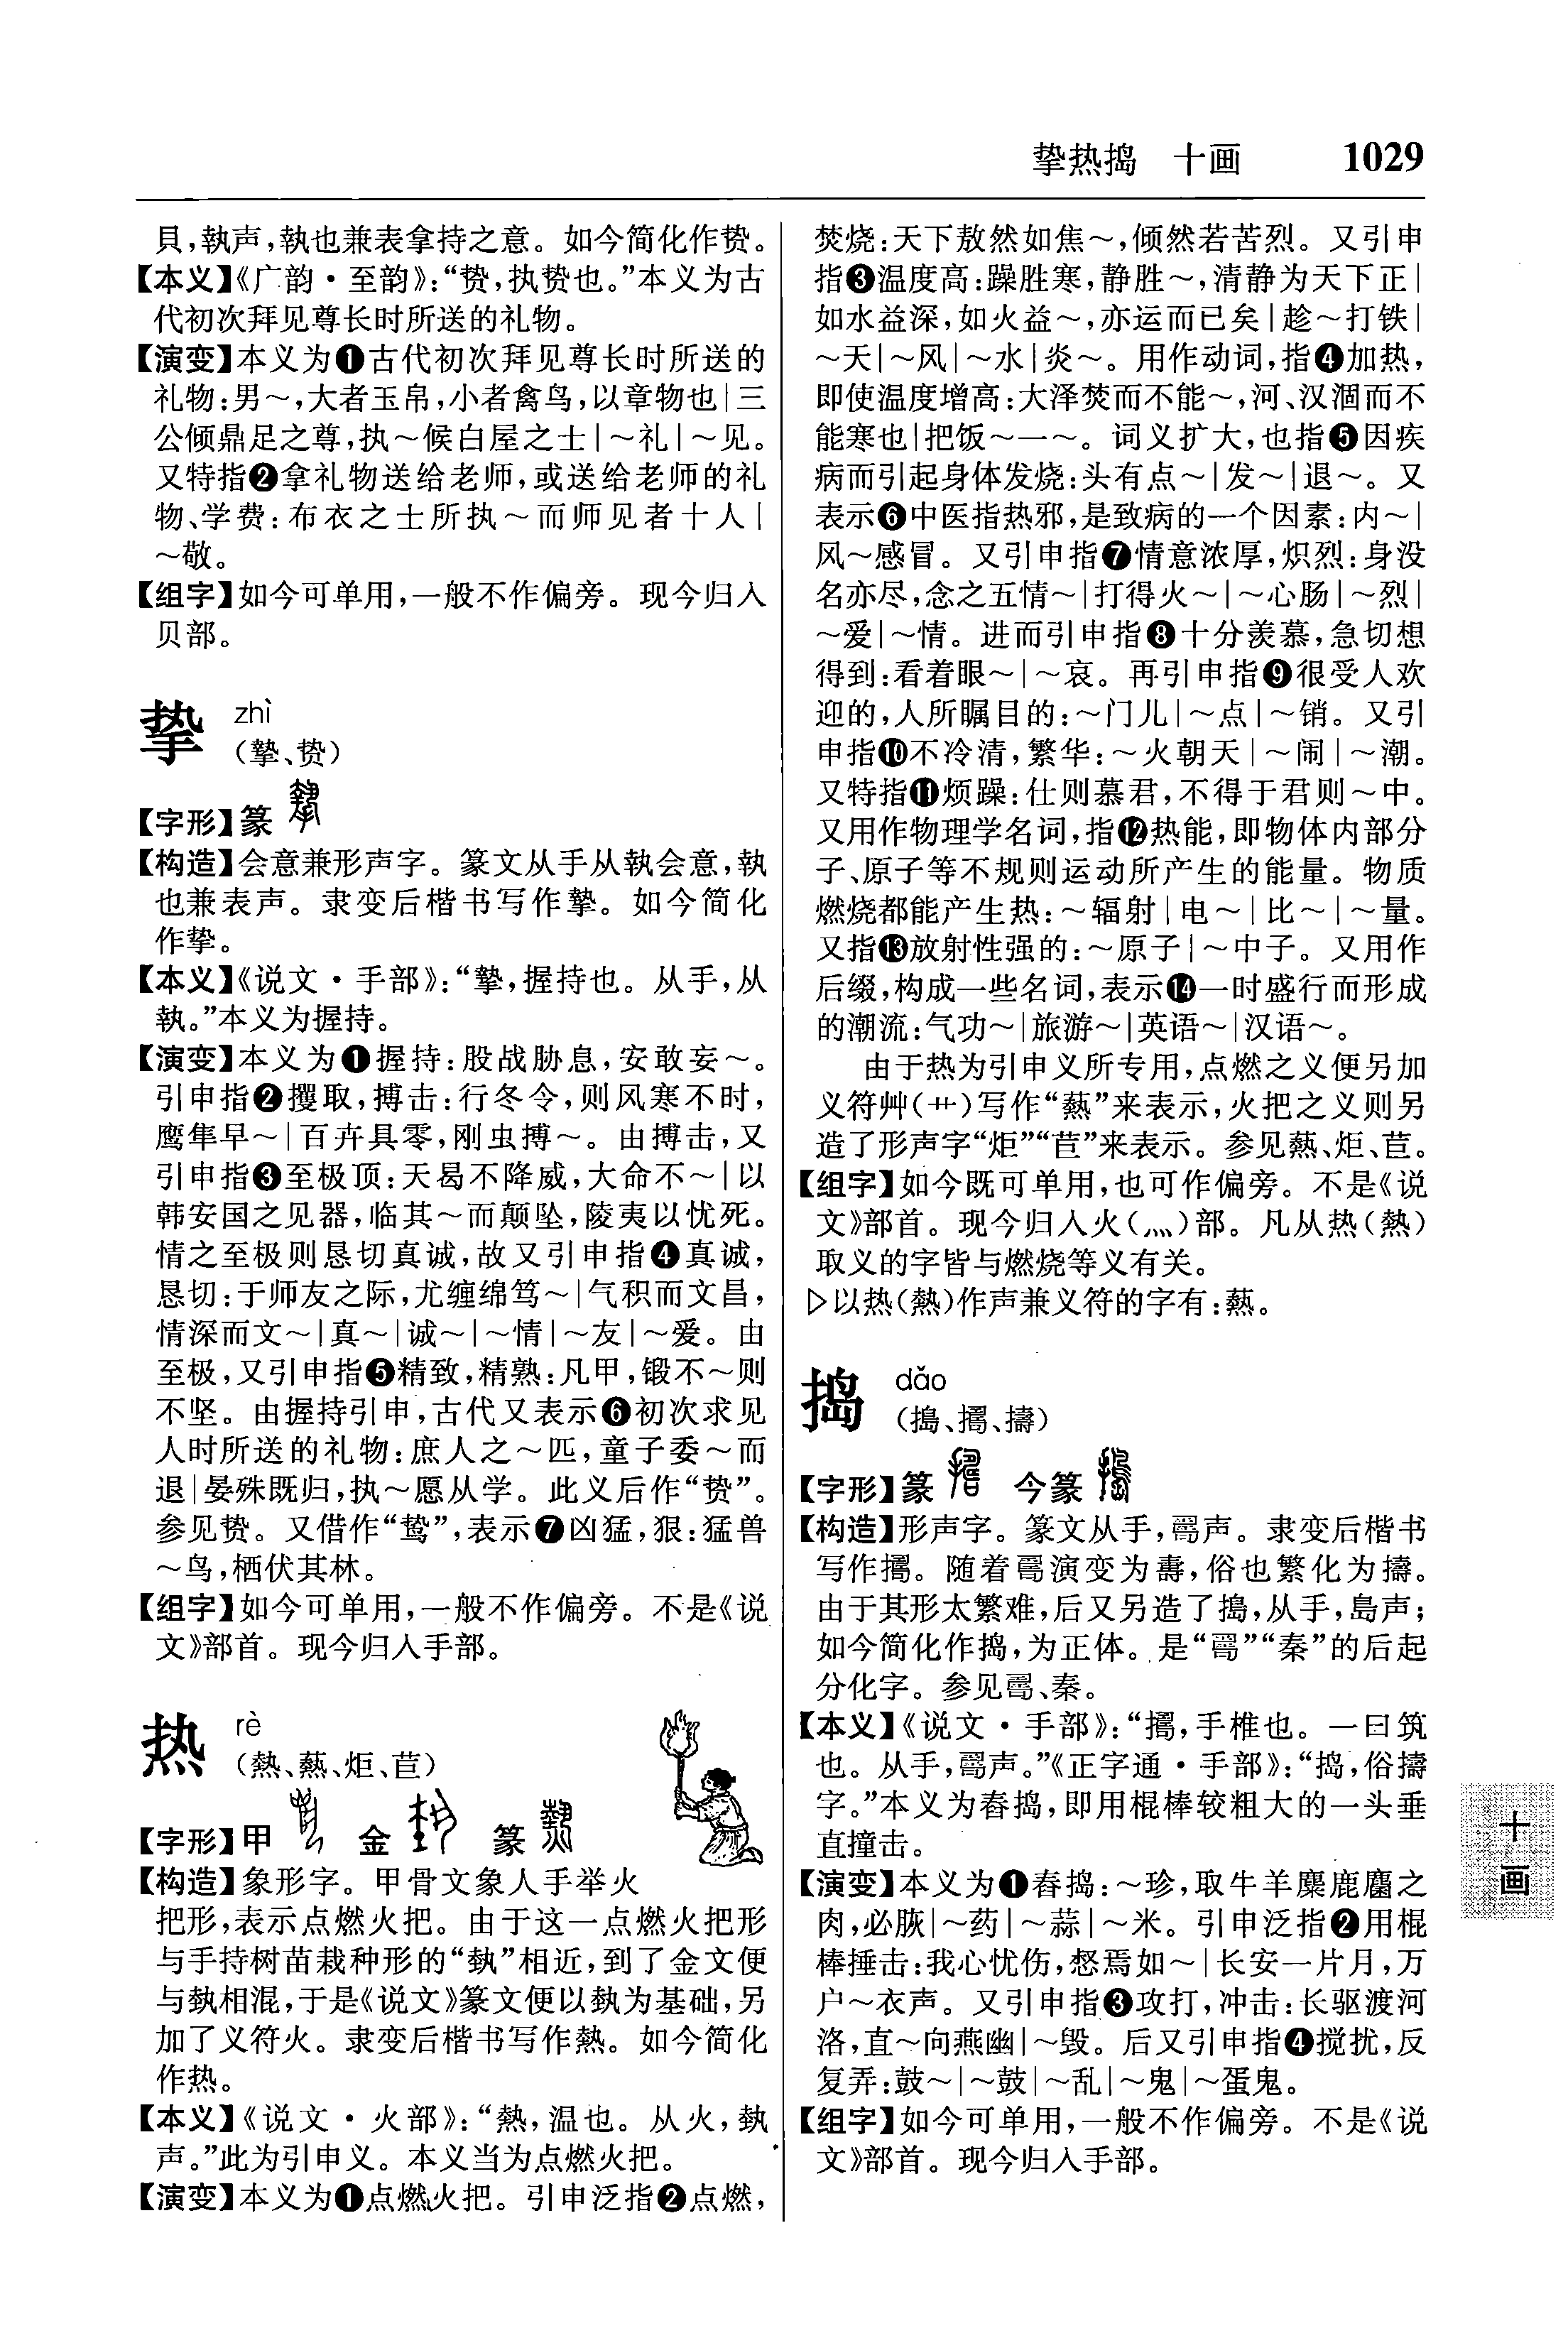 挚热捣　十画　1029
貝，執声，執也兼表拿持之意。如今简化作贽。
【本义】《广韵·至韵》：“贽，执贽也。”本义为古
代初次拜见尊长时所送的礼物。
【演变】本义为❶古代初次拜见尊长时所送的
礼物：男～，大者玉帛，小者禽鸟，以章物也|三
公倾鼎足之尊，执～候白屋之士|～礼|～见。
又特指❷拿礼物送给老师，或送给老师的礼
物、学费：布衣之士所执～而师见者十人|
～敬。
【组字】如今可单用，一般不作偏旁。现今归入
贝部。
挚 zhì
（摯、贽）
【字形】篆
【构造】会意兼形声字。篆文从手从執会意，執
也兼表声。隶变后楷书写作摯。如今简化
作挚。
【本义】《说文·手部》：“摯，握持也。从手，从
執。”本义为握持。
【演变】本义为❶握持：股战胁息，安敢妄～。
引申指❷攫取，搏击：行冬令，则风寒不时，
鹰隼早～|百卉具零，刚虫搏～。由搏击，又
引申指❸至极顶：天曷不降威，大命不～|以
韩安国之见器，临其～而颠坠，陵夷以忧死。
情之至极则恳切真诚，故又引申指❹真诚，
恳切：于师友之际，尤缠绵笃～|气积而文昌，
情深而文～|真～|诚～|～情|～友|～爱。由
至极，又引申指❺精致，精熟：凡甲，锻不～则
不坚。由握持引申，古代又表示❻初次求见
人时所送的礼物：庶人之～匹，童子委～而
退|晏殊既归，执～愿从学。此义后作“贽”。
参见贽。又借作“鸷”，表示❼凶猛，狠：猛兽
～鸟，栖伏其林。
【组字】如今可单用，一般不作偏旁。不是《说
文》部首。现今归入手部。
热 rè
（熱、爇、炬、苣）
【字形】甲　金　篆
【构造】象形字。甲骨文象人手举火
把形，表示点燃火把。由于这一点燃火把形
与手持树苗栽种形的“埶”相近，到了金文便
与埶相混，于是《说文》篆文便以埶为基础，另
加了义符火。隶变后楷书写作熱。如今简化
作热。
【本义】《说文·火部》：“熱，温也。从火，埶
声。”此为引申义。本义当为点燃火把。
【演变】本义为❶点燃火把。引申泛指❷点燃，
焚烧：天下敖然如焦～，倾然若苦烈。又引申
指❸温度高：躁胜寒，静胜～，清静为天下正|
如水益深，如火益～，亦运而已矣|趁～打铁|
～天|～风|～水|炎～。用作动词，指❹加热，
即使温度增高：大泽焚而不能～，河、汉涸而不
能寒也|把饭～一～。词义扩大，也指❺因疾
病而引起身体发烧：头有点～|发～|退～。又
表示❻中医指热邪，是致病的一个因素：内～|
风～感冒。又引申指❼情意浓厚，炽烈：身没
名亦尽，念之五情～|打得火～|～心肠|～烈|
～爱|～情。进而引申指❽十分羡慕，急切想
得到：看着眼～|～哀。再引申指❾很受人欢
迎的，人所瞩目的：～门儿|～点|～销。又引
申指❿不冷清，繁华：～火朝天|～闹|～潮。
又特指⓫烦躁：仕则慕君，不得于君则～中。
又用作物理学名词，指⓬热能，即物体内部分
子、原子等不规则运动所产生的能量。物质
燃烧都能产生热：～辐射|电～|比～|～量。
又指⓭放射性强的：～原子|～中子。又用作
后缀，构成一些名词，表示⓮一时盛行而形成
的潮流：气功～|旅游～|英语～|汉语～。
由于热为引申义所专用，点燃之义便另加
义符艸（艹）写作“爇”来表示，火把之义则另
造了形声字“炬”“苣”来表示。参见爇、炬、苣。
【组字】如今既可单用，也可作偏旁。不是《说
文》部首。现今归入火（灬）部。凡从热（熱）
取义的字皆与燃烧等义有关。
▷以热（熱）作声兼义符的字有：爇。
捣 dǎo
（搗、㨶、擣）
【字形】篆　今篆
【构造】形声字。篆文从手，𠷎声。隶变后楷书
写作㨶。随着𠷎演变为壽，俗也繁化为擣。
由于其形太繁难，后又另造了搗，从手，島声；
如今简化作捣，为正体。是“𠷎”“秦”的后起
分化字。参见𠷎、秦。
【本义】《说文·手部》：“㨶，手椎也。一曰筑
也。从手，𠷎声。”《正字通·手部》：“捣，俗擣
字。”本义为舂捣，即用棍棒较粗大的一头垂
直撞击。
【演变】本义为❶舂捣：～珍，取牛羊麋鹿麕之
肉，必脄|～药|～蒜|～米。引申泛指❷用棍
棒捶击：我心忧伤，惄焉如～|长安一片月，万
户～衣声。又引申指❸攻打，冲击：长驱渡河
洛，直～向燕幽|～毁。后又引申指❹搅扰，反
复弄：鼓～|～鼓|～乱|～鬼|～蛋鬼。
【组字】如今可单用，一般不作偏旁。不是《说
文》部首。现今归入手部。
十画